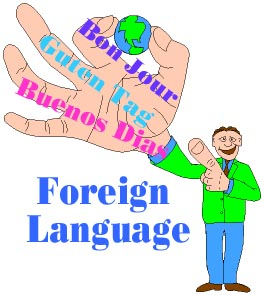 Bon Jour
Guten Tag
Buenos Dias
Foreign
Language